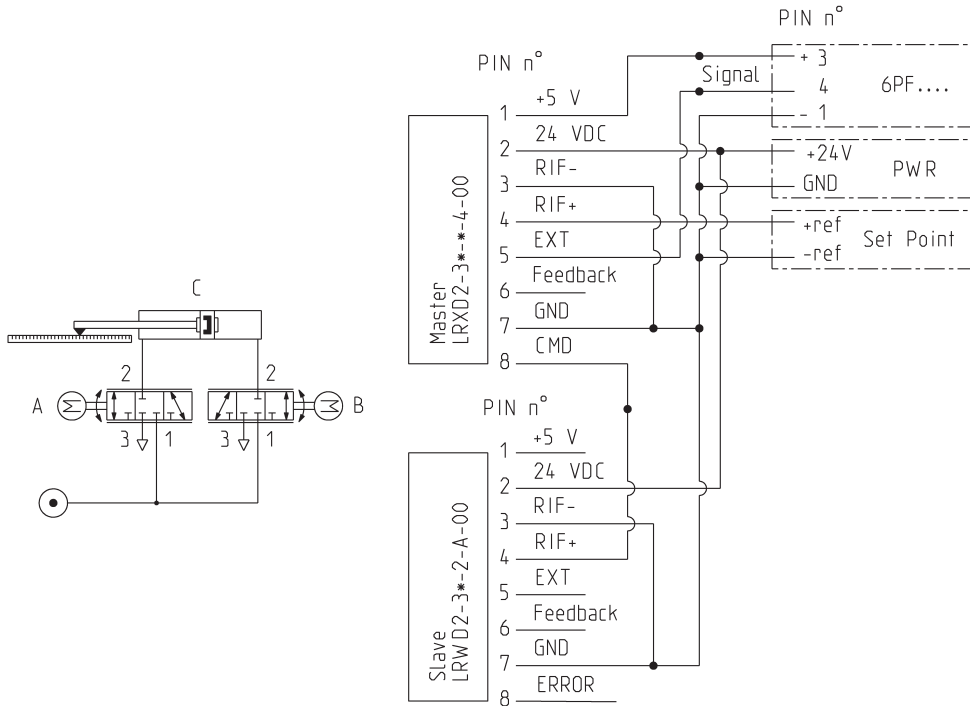 PIN n°
+ 3
Signal
4
6PF....
- 1
+24V
PWR
GND
+ref
Set Point
-ref
PIN n°
1 +5 V
2 24 VDC
3 RIF-
4 RIF+
5 EXT
6 Feedback
7 GND
8 CMD
Master
LRXD2-3*-*-4-00
PIN n°
1 +5 V
2 24 VDC
3 RIF-
4 RIF+
5 EXT
6 Feedback
7 GND
8 ERROR
Slave
LRWD2-3*-2-A-00
C
2 2
A M M B
3 1 3 1